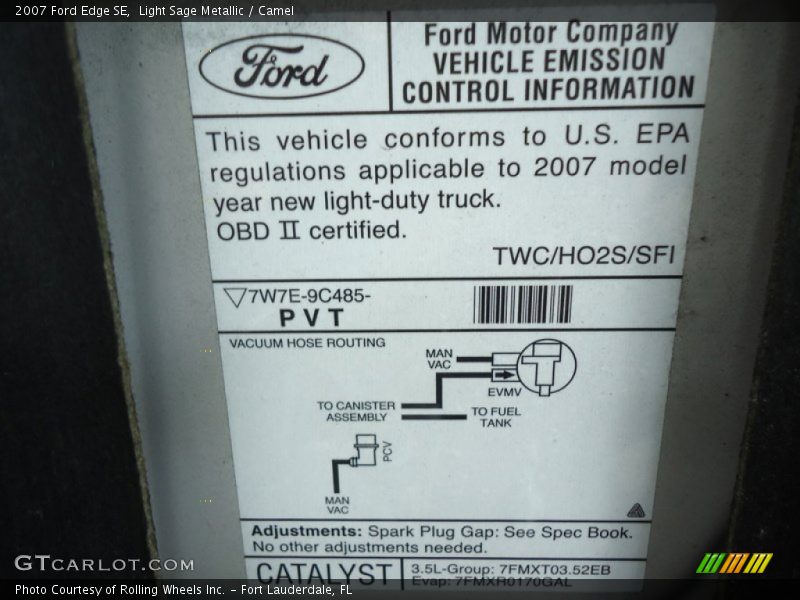 2007 Ford Edge SE, Light Sage Metallic / Camel
Ford
Ford Motor Company
VEHICLE EMISSION
CONTROL INFORMATION
This vehicle conforms to U.S. EPA
regulations applicable to 2007 model
year new light-duty truck.
OBD II certified.
TWC/HO2S/SFI
7W7E-9C485-
PVT
VACUUM HOSE ROUTING
MAN
VAC
EVMV
TO CANISTER
ASSEMBLY
TO FUEL
TANK
PCV
MAN
VAC
Adjustments: Spark Plug Gap: See Spec Book.
No other adjustments needed.
CATALYST
3.5L-Group: 7FMXT03.52EB
Evap: 7FMXR0170GAL
GTCARLOT.COM
Photo Courtesy of Rolling Wheels Inc. – Fort Lauderdale, FL